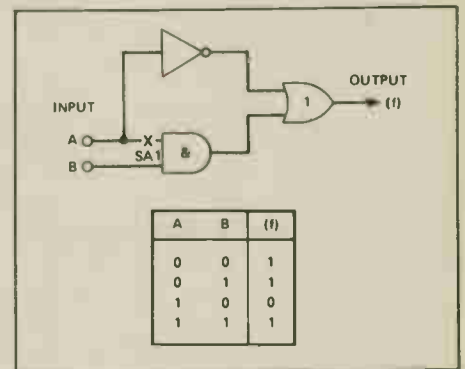 OUTPUT
(f)
1
INPUT
A
X
SA1
&
B
A B (f)
0 0 1
0 1 1
1 0 0
1 1 1